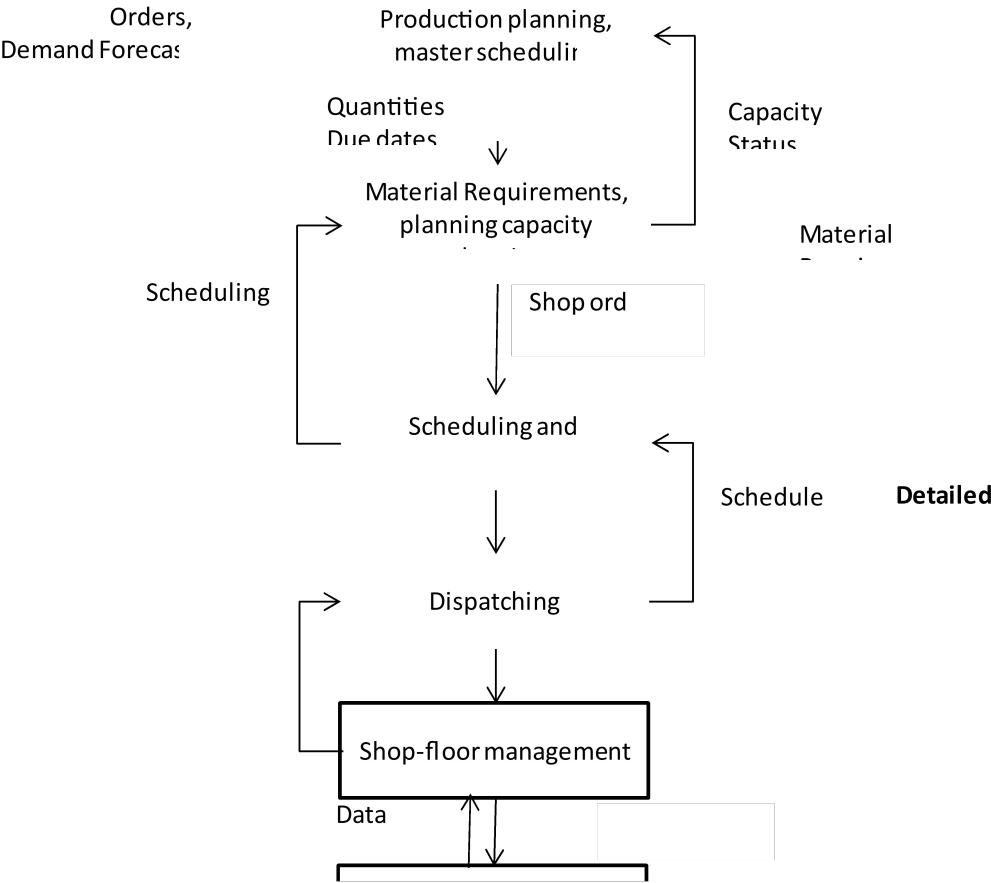 Orders,
Demand Forecas
Production planning,
master schedulin
Quantities
Due dates
Capacity
Status
Material Requirements,
planning capacity
Material
Scheduling
Shop ord
Scheduling and
Schedule
Detailed
Dispatching
Shop-floor management
Data